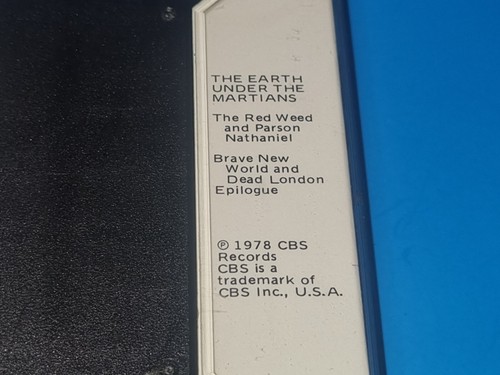 THE EARTH
UNDER THE
MARTIANS
The Red Weed
and Parson
Nathaniel
Brave New
World and
Dead London
Epilogue
℗ 1978 CBS
Records
CBS is a
trademark of
CBS Inc., U.S.A.